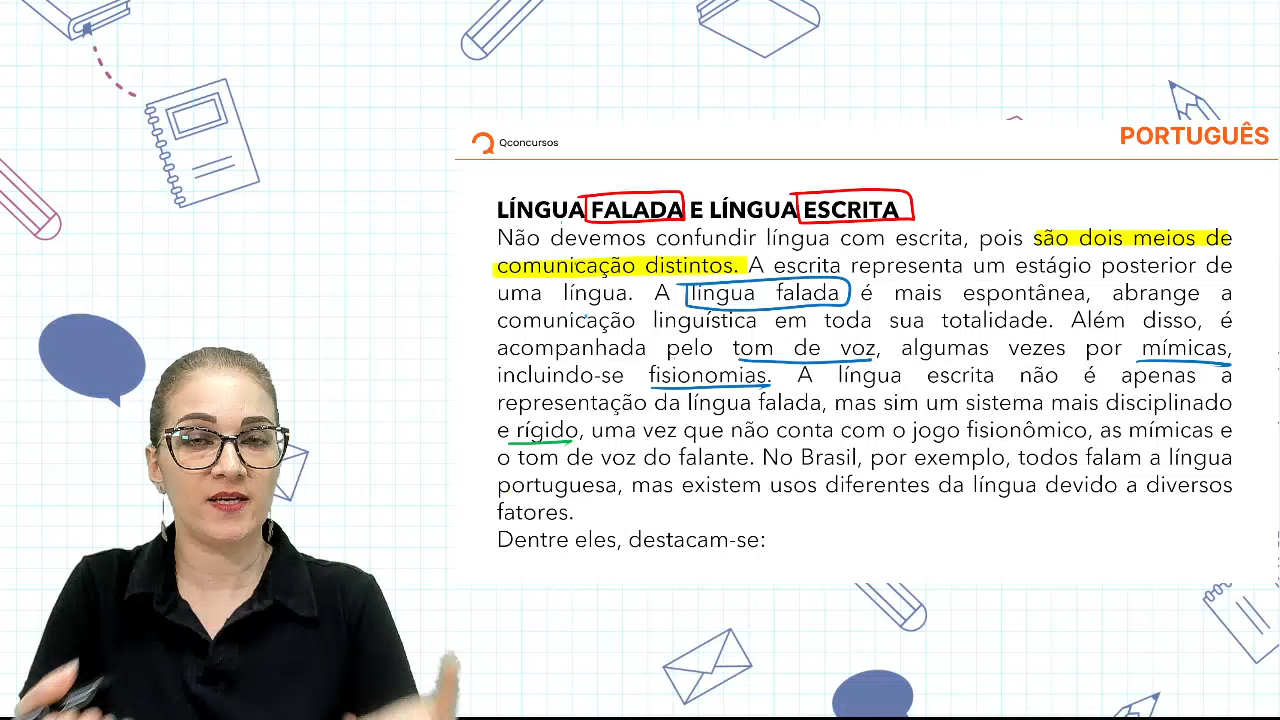 Qconcursos
PORTUGUÊS
LÍNGUA FALADA E LÍNGUA ESCRITA
Não devemos confundir língua com escrita, pois são dois meios de
comunicação distintos. A escrita representa um estágio posterior de
uma língua. A língua falada é mais espontânea, abrange a
comunicação linguística em toda sua totalidade. Além disso, é
acompanhada pelo tom de voz, algumas vezes por mímicas,
incluindo-se fisionomias. A língua escrita não é apenas a
representação da língua falada, mas sim um sistema mais disciplinado
e rígido, uma vez que não conta com o jogo fisionômico, as mímicas e
o tom de voz do falante. No Brasil, por exemplo, todos falam a língua
portuguesa, mas existem usos diferentes da língua devido a diversos
fatores.
Dentre eles, destacam-se: